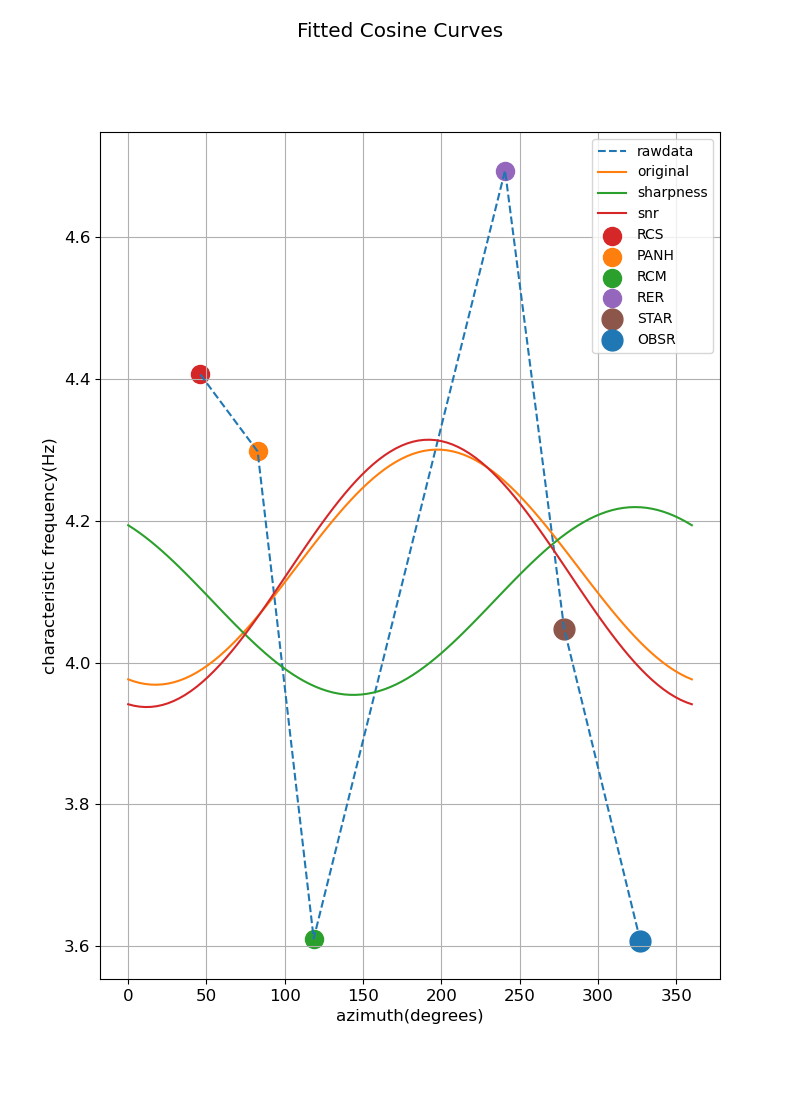 Fitted Cosine Curves
rawdata
original
sharpness
snr
RCS
PANH
RCM
RER
STAR
OBSR
characteristic frequency(Hz)
4.6
4.4
4.2
4.0
3.8
3.6
0 50 100 150 200 250 300 350
azimuth(degrees)